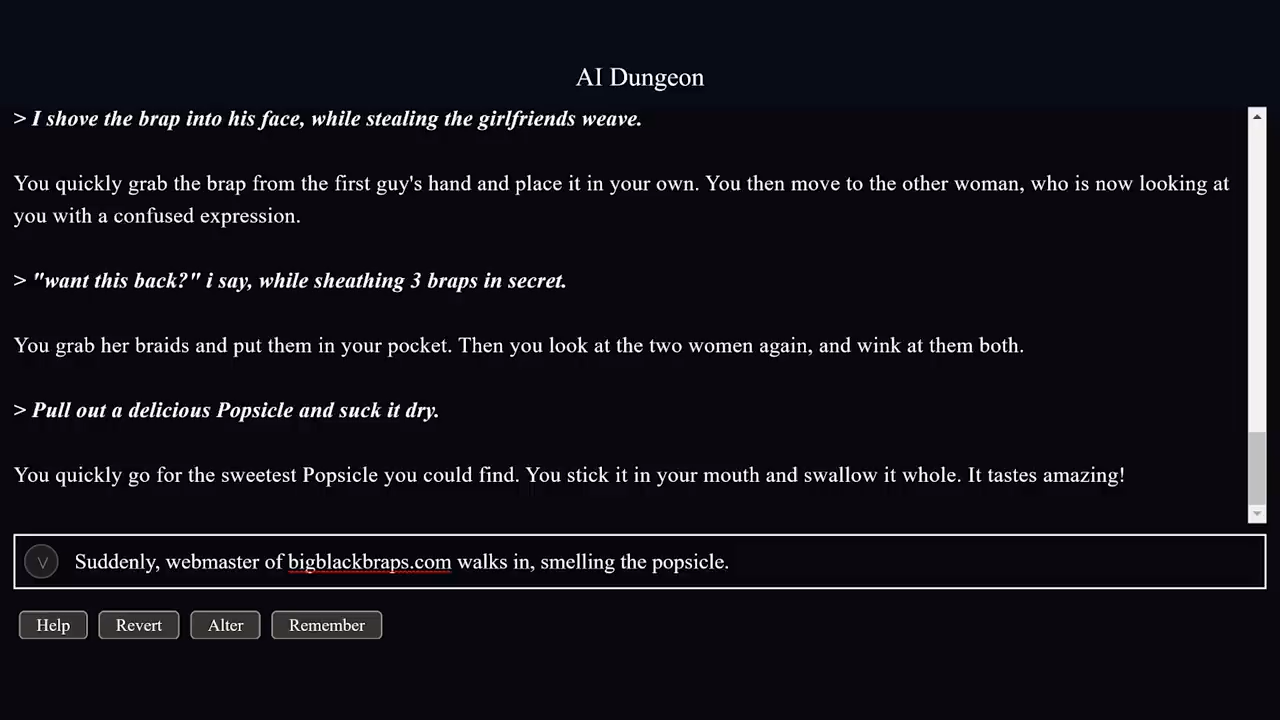 AI Dungeon
> I shove the brap into his face, while stealing the girlfriends weave.
You quickly grab the brap from the first guy's hand and place it in your own. You then move to the other woman, who is now looking at
you with a confused expression.
> "want this back?" i say, while sheathing 3 braps in secret.
You grab her braids and put them in your pocket. Then you look at the two women again, and wink at them both.
> Pull out a delicious Popsicle and suck it dry.
You quickly go for the sweetest Popsicle you could find. You stick it in your mouth and swallow it whole. It tastes amazing!
V Suddenly, webmaster of bigblackbraps.com walks in, smelling the popsicle.
Help Revert Alter Remember